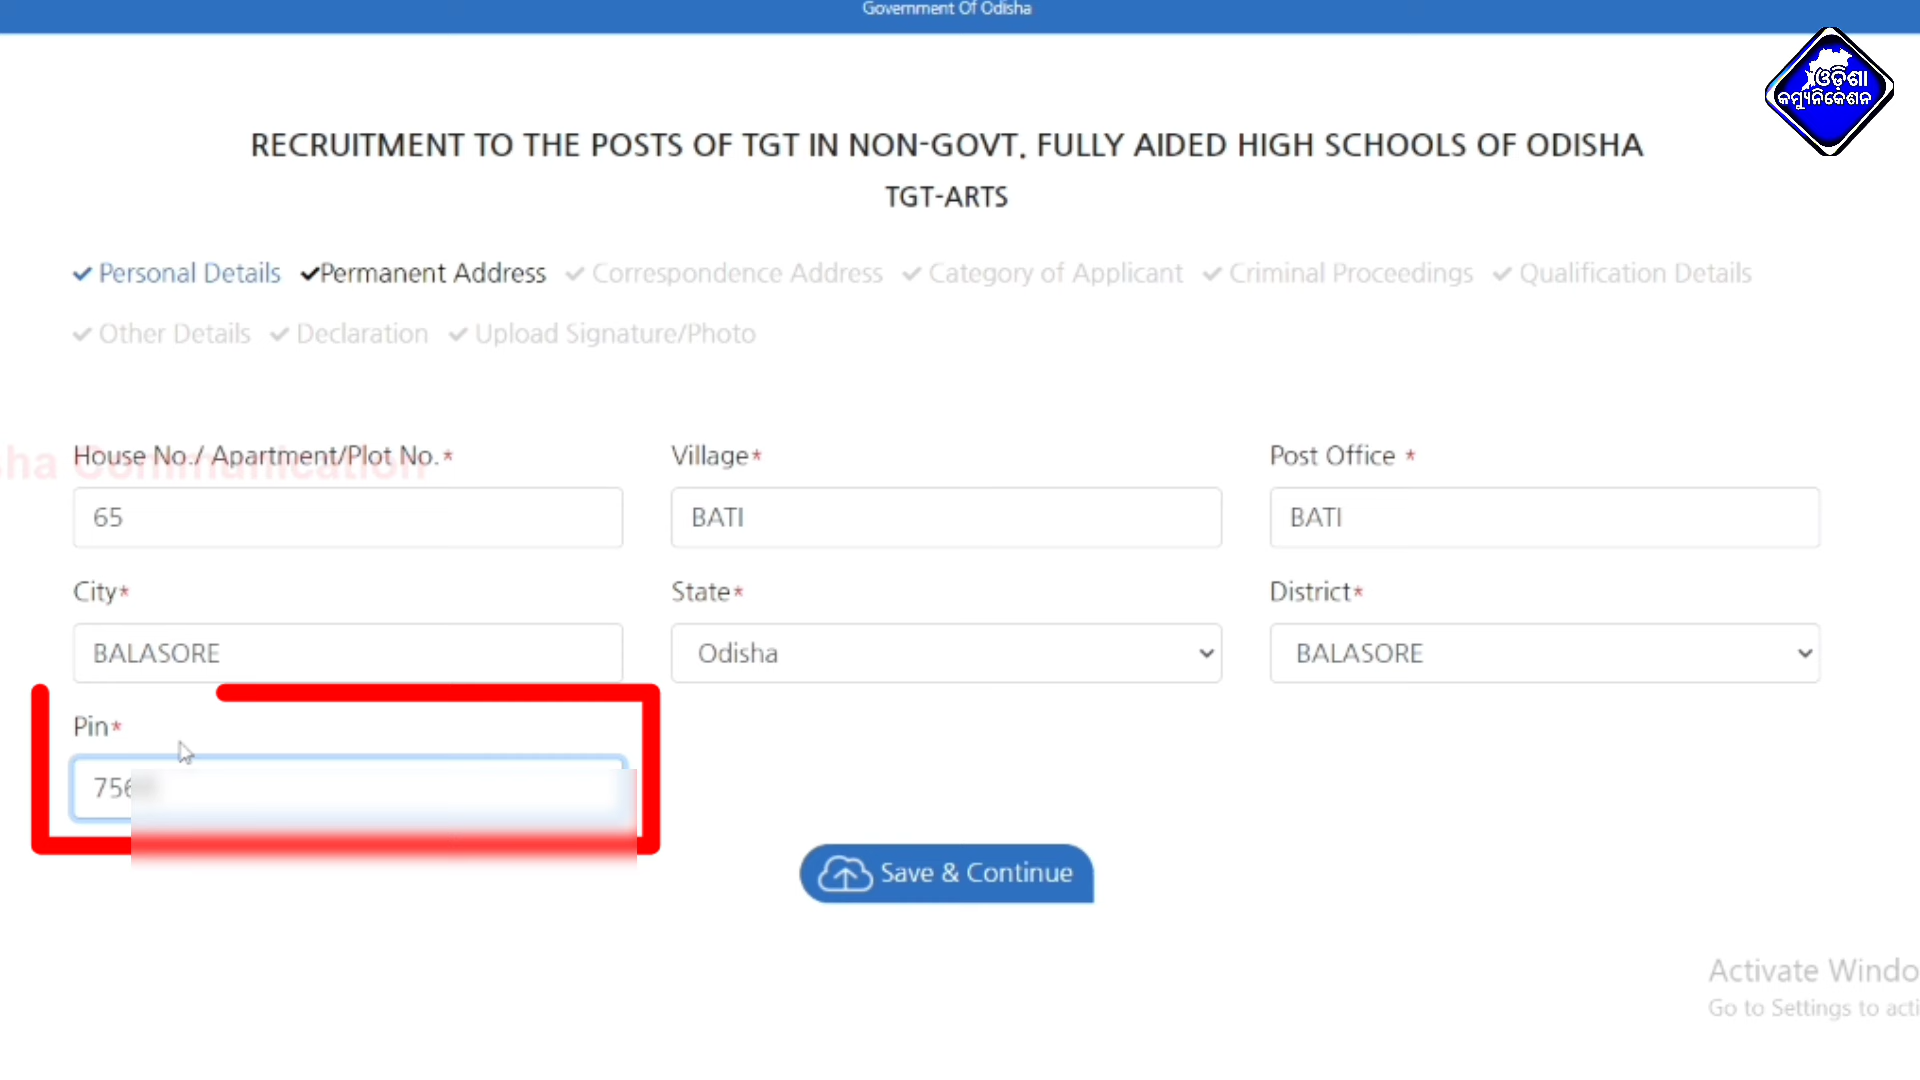 Government Of Odisha
ଓଡ଼ିଶା
କମ୍ୟୁନିକେଶନ
RECRUITMENT TO THE POSTS OF TGT IN NON-GOVT. FULLY AIDED HIGH SCHOOLS OF ODISHA
TGT-ARTS
Personal Details Permanent Address Correspondence Address Category of Applicant Criminal Proceedings Qualification Details
Other Details Declaration Upload Signature/Photo
sha Communication
House No./ Apartment/Plot No.* Village* Post Office *
65 BATI BATI
City* State* District*
BALASORE Odisha BALASORE
Pin*
756
Save & Continue
Activate Windo
Go to Settings to acti